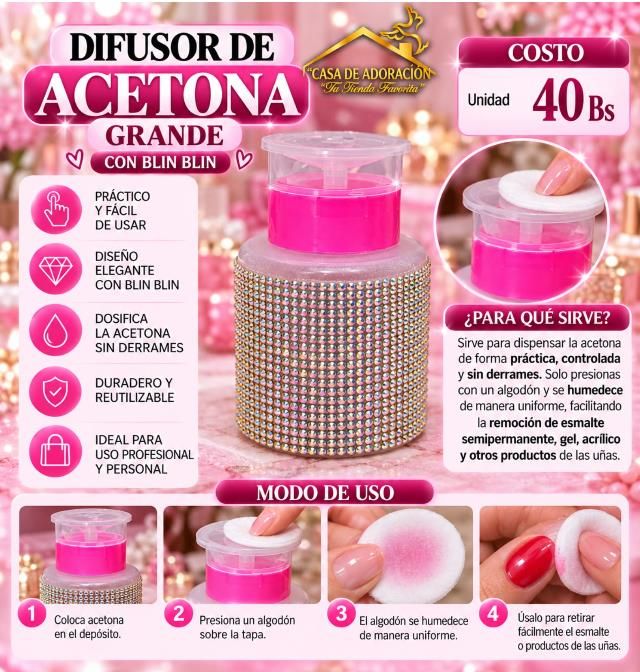 DIFUSOR DE
ACETONA
GRANDE
CON BLIN BLIN
"CASA DE ADORACIÓN"
"Tu Tienda Favorita"
COSTO
Unidad 40 Bs
PRÁCTICO
Y FÁCIL
DE USAR
DISEÑO
ELEGANTE
CON BLIN BLIN
DOSIFICA
LA ACETONA
SIN DERRAMES
DURADERO Y
REUTILIZABLE
IDEAL PARA
USO PROFESIONAL
Y PERSONAL
¿PARA QUÉ SIRVE?
Sirve para dispensar la acetona
de forma práctica, controlada
y sin derrames. Solo presionas
con un algodón y se humedece
de manera uniforme, facilitando
la remoción de esmalte
semipermanente, gel, acrílico
y otros productos de las uñas.
MODO DE USO
1 Coloca acetona
en el depósito.
2 Presiona un algodón
sobre la tapa.
3 El algodón se humedece
de manera uniforme.
4 Úsalo para retirar
fácilmente el esmalte
o productos de las uñas.